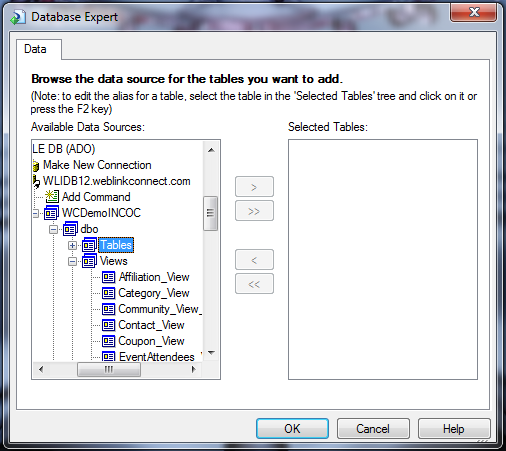 Database Expert
Data
Browse the data source for the tables you want to add.
(Note: to edit the alias for a table, select the table in the 'Selected Tables' tree and click on it or
press the F2 key)
Available Data Sources:
Selected Tables:
LE DB (ADO)
Make New Connection
WLIDB12.weblinkconnect.com
Add Command
WCDemoINCOC
dbo
Tables
Views
Affiliation_View
Category_View
Community_View_
Contact_View
Coupon_View
EventAttendees_V
>
>>
<
<<
OK
Cancel
Help